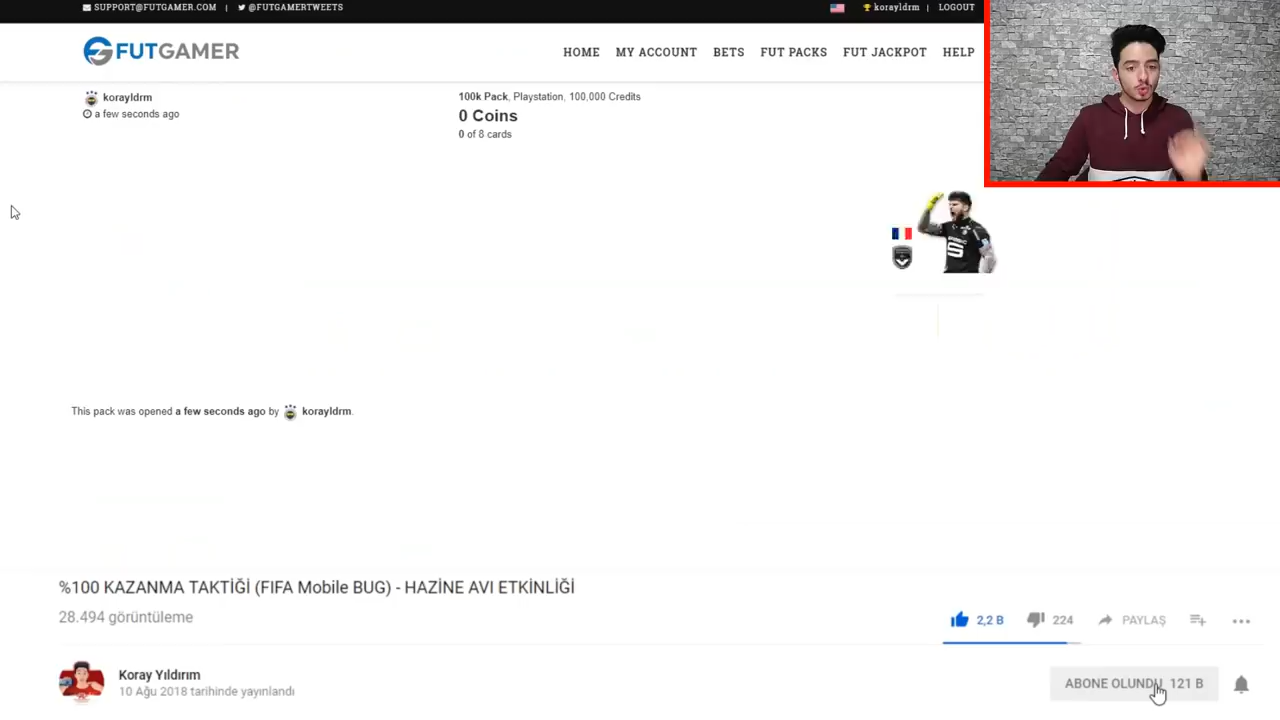 SUPPORT@FUTGAMER.COM | @FUTGAMERTWEETS korayldrm | LOGOUT
FUTGAMER HOME MY ACCOUNT BETS FUT PACKS FUT JACKPOT HELP
korayldrm
a few seconds ago
100k Pack, Playstation, 100,000 Credits
0 Coins
0 of 8 cards
This pack was opened a few seconds ago by korayldrm.
%100 KAZANMA TAKTİĞİ (FIFA Mobile BUG) - HAZİNE AVI ETKİNLİĞİ
28.494 görüntüleme
2,2 B 224 PAYLAŞ
Koray Yıldırım
10 Ağu 2018 tarihinde yayınlandı
ABONE OLUNDU 121 B